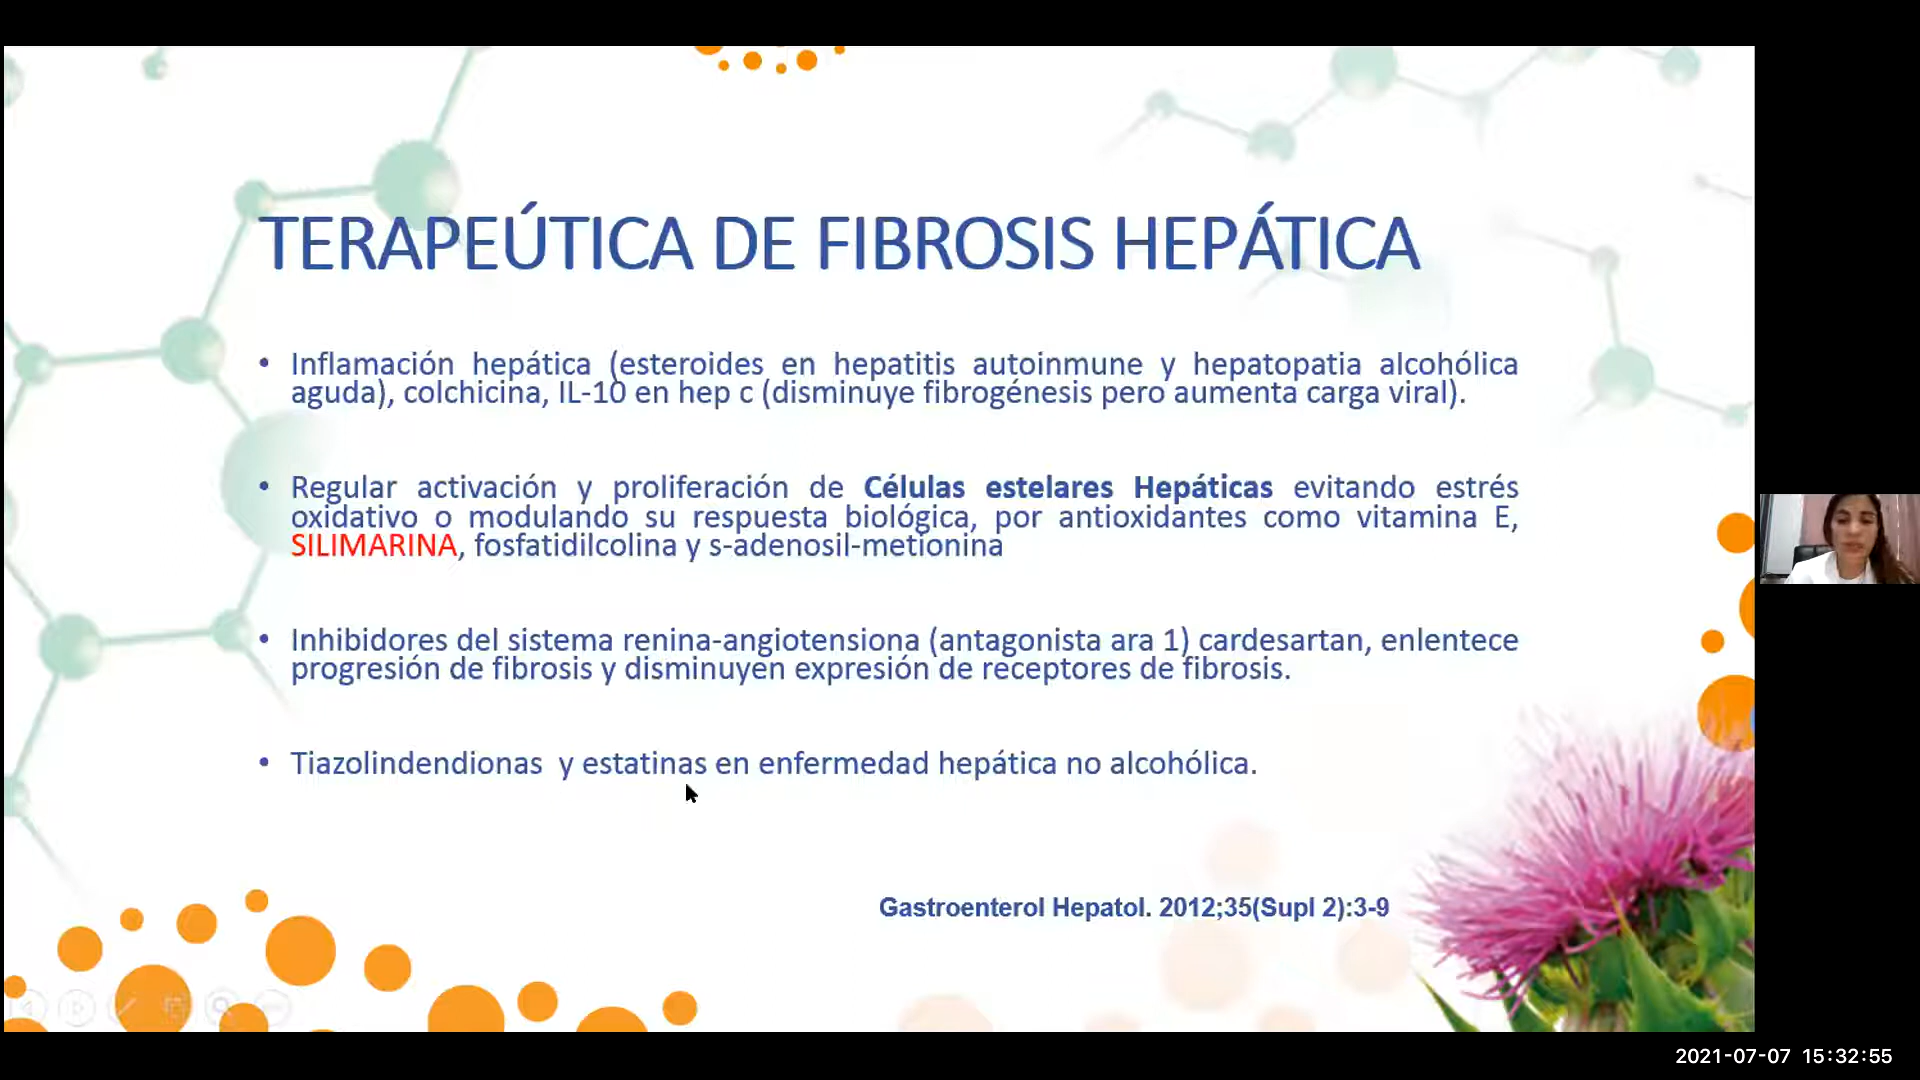 TERAPEÚTICA DE FIBROSIS HEPÁTICA
• Inflamación hepática (esteroides en hepatitis autoinmune y hepatopatia alcohólica
aguda), colchicina, IL-10 en hep c (disminuye fibrogénesis pero aumenta carga viral).
• Regular activación y proliferación de Células estelares Hepáticas evitando estrés
oxidativo o modulando su respuesta biológica, por antioxidantes como vitamina E,
SILIMARINA, fosfatidilcolina y s-adenosil-metionina
• Inhibidores del sistema renina-angiotensiona (antagonista ara 1) cardesartan, enlentece
progresión de fibrosis y disminuyen expresión de receptores de fibrosis.
• Tiazolindendionas y estatinas en enfermedad hepática no alcohólica.
Gastroenterol Hepatol. 2012;35(Supl 2):3-9
2021-07-07 15:32:55